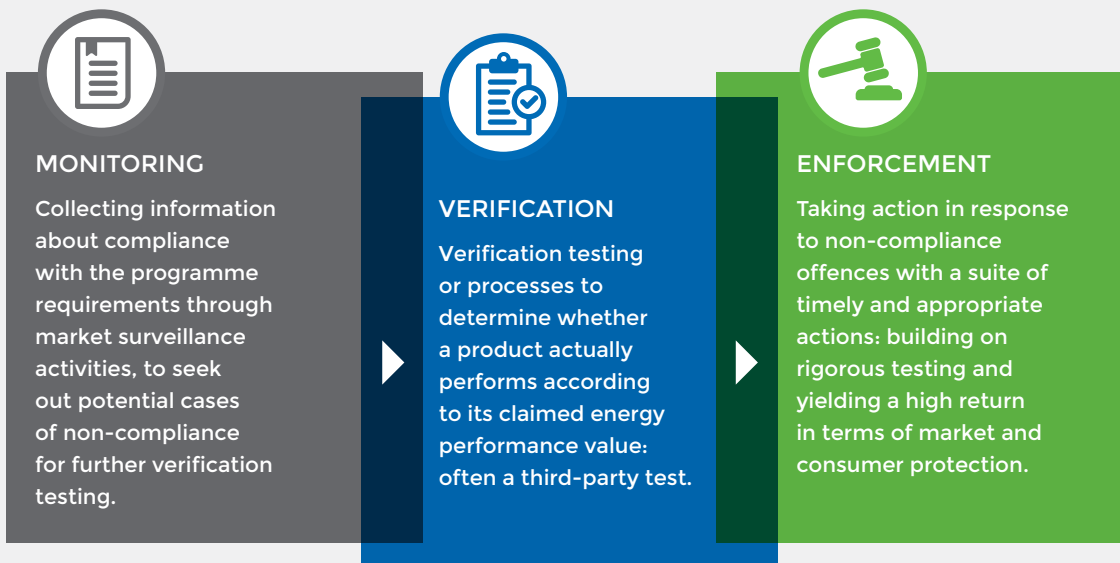 MONITORING
Collecting information
about compliance
with the programme
requirements through
market surveillance
activities, to seek
out potential cases
of non-compliance
for further verification
testing.
VERIFICATION
Verification testing
or processes to
determine whether
a product actually
performs according
to its claimed energy
performance value:
often a third-party test.
ENFORCEMENT
Taking action in response
to non-compliance
offences with a suite of
timely and appropriate
actions: building on
rigorous testing and
yielding a high return
in terms of market and
consumer protection.